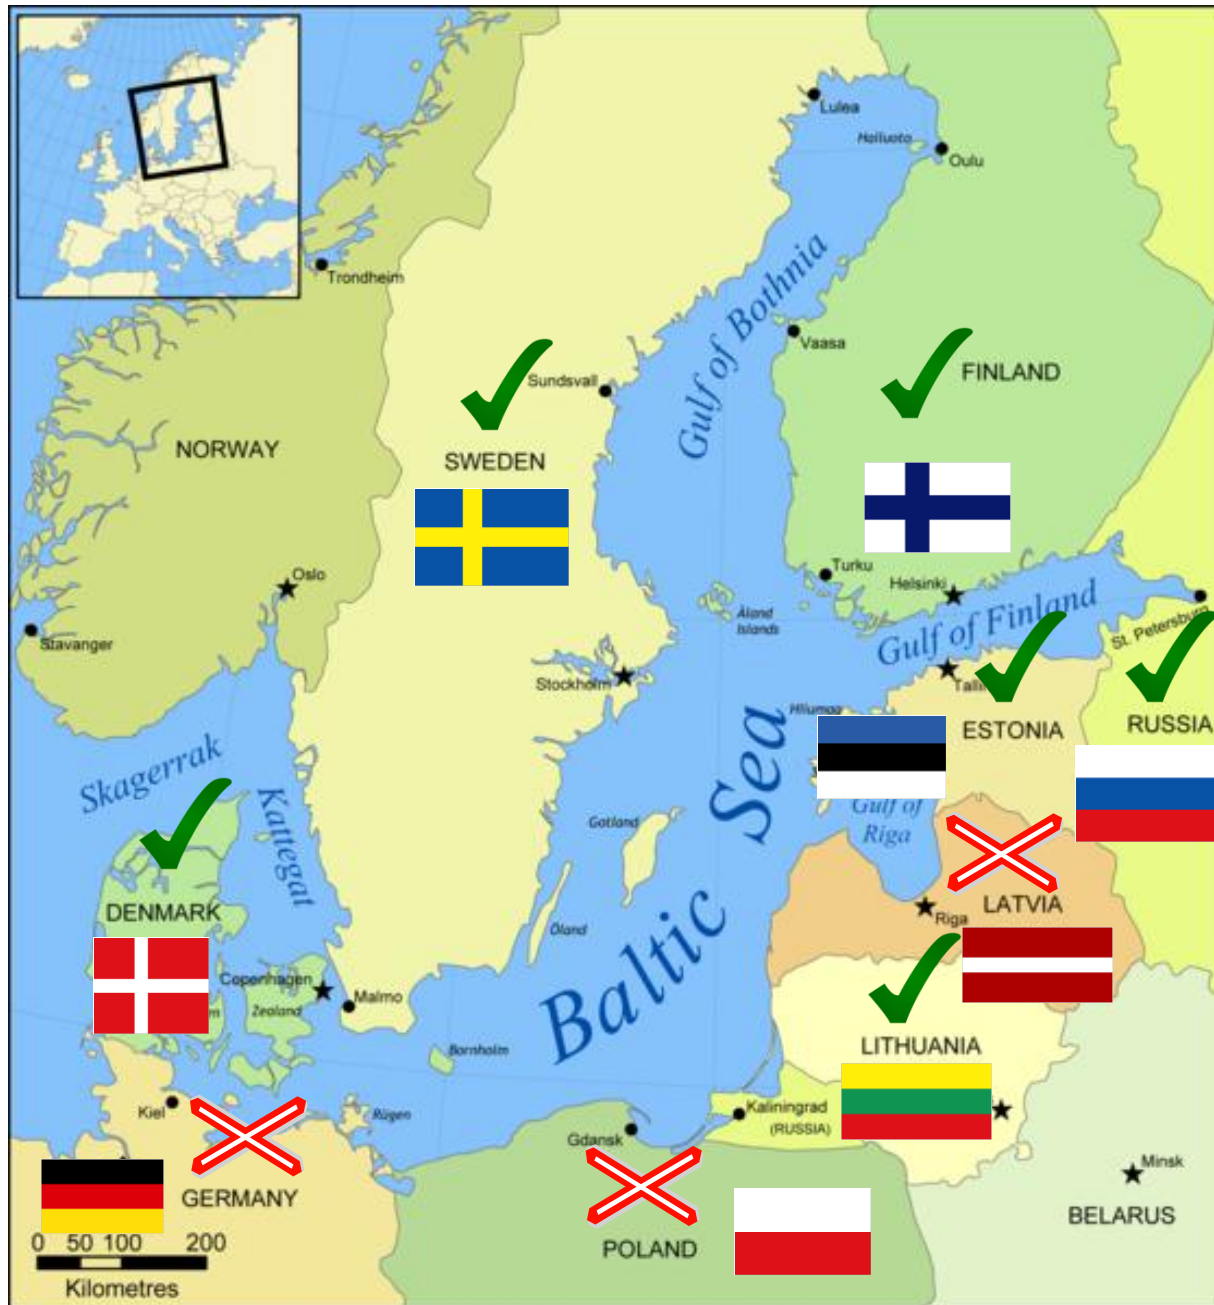 Lulea
Hailuoto
Oulu
Trondheim
Gulf of Bothnia
Vaasa
Sundsvall
FINLAND
NORWAY
SWEDEN
Turku
Helsinki
Oslo
Åland
Islands
Gulf of Finland
St. Petersburg
Stavanger
Stockholm
Hiiumaa
ESTONIA
RUSSIA
Skagerrak
Kattegat
Baltic Sea
Gotland
Gulf of
Riga
DENMARK
LATVIA
Riga
Oland
Copenhagen
Malmo
Zealand
Bornholm
LITHUANIA
Kiel
Rügen
Gdansk
Kaliningrad
(RUSSIA)
Minsk
GERMANY
BELARUS
POLAND
0 50 100 200
Kilometres